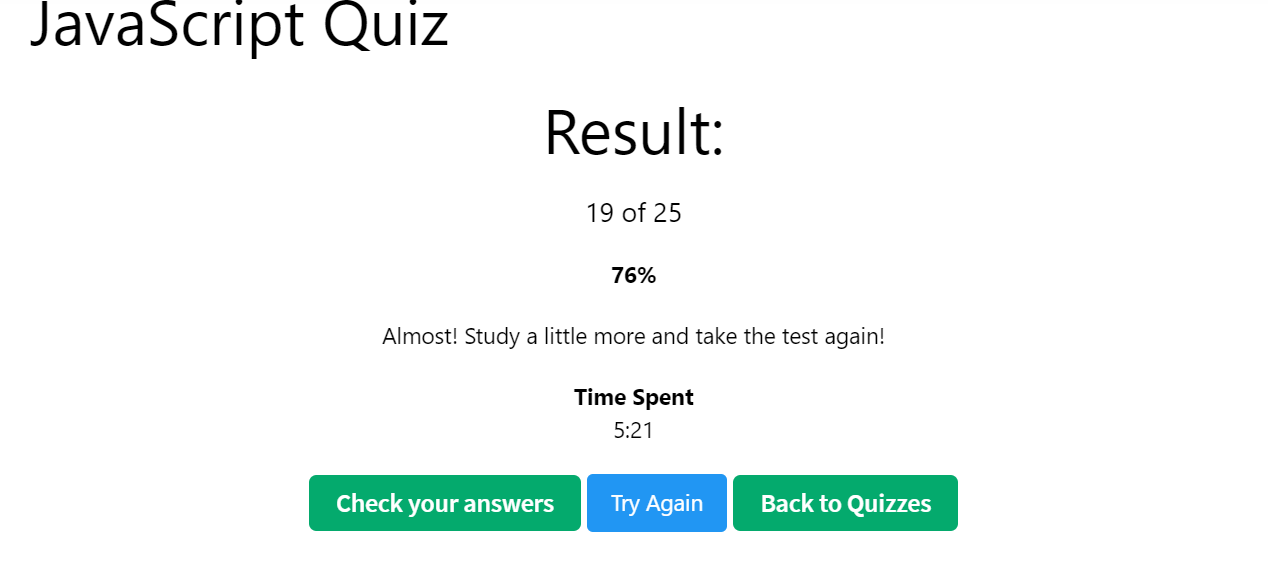 JavaScript Quiz
Result:
19 of 25
76%
Almost! Study a little more and take the test again!
Time Spent
5:21
Check your answers Try Again Back to Quizzes